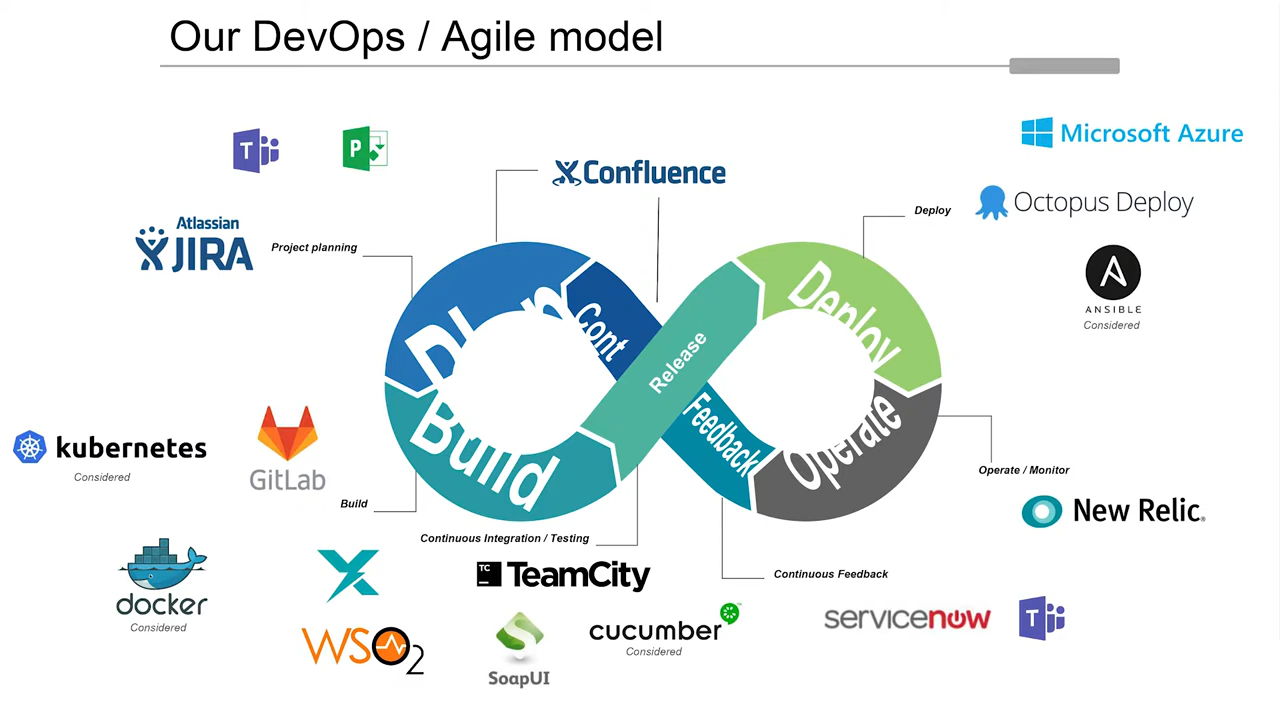 Our DevOps / Agile model
Microsoft Azure
T
P
Confluence
Octopus Deploy
Deploy
Atlassian
JIRA
Project planning
ANSIBLE
Considered
Plan
Cont
Release
Deploy
Build
Feedback
Operate
kubernetes
Considered
GitLab
Build
Operate / Monitor
New Relic.
Continuous Integration / Testing
TC
TeamCity
Continuous Feedback
docker
Considered
WSO2
SoapUI
cucumber
Considered
servicenow
T